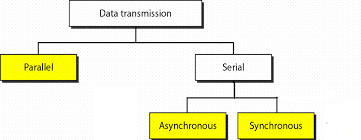 Data transmission
Parallel
Serial
Asynchronous
Synchronous